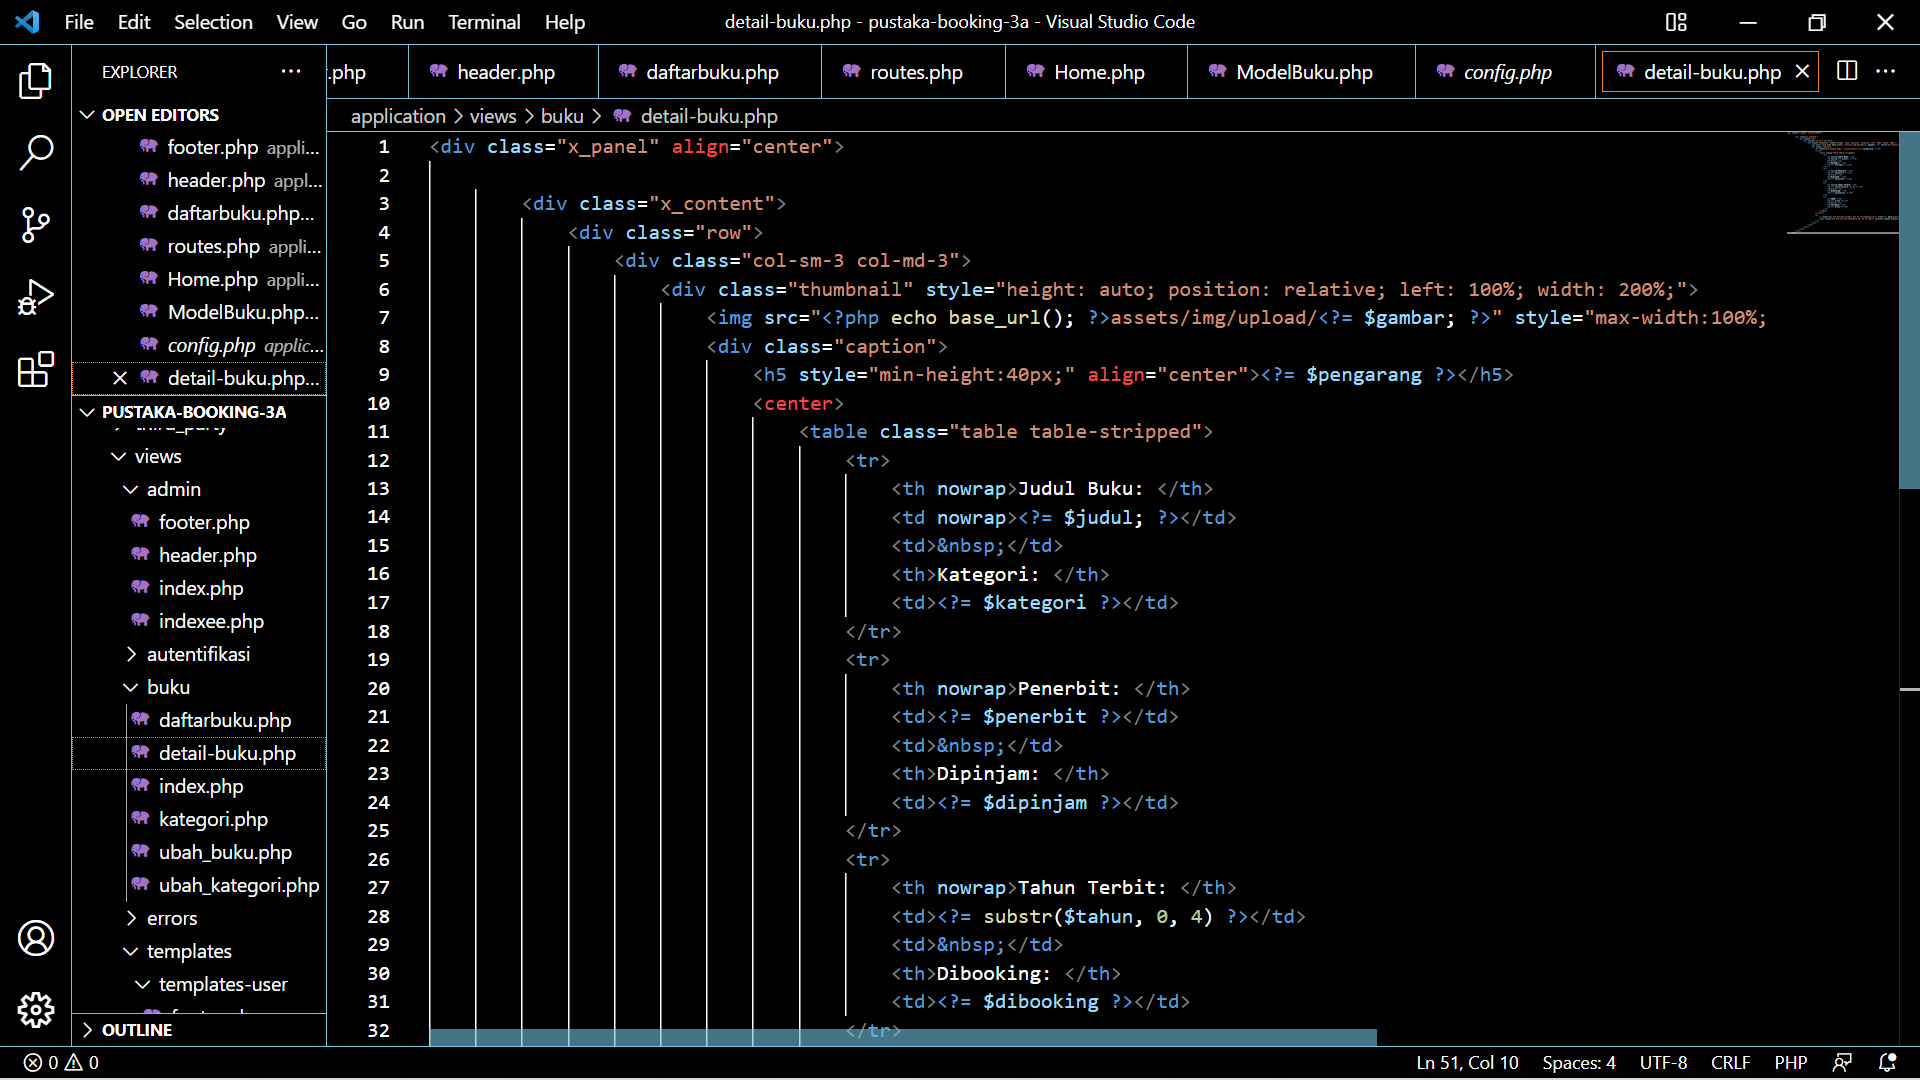 File Edit Selection View Go Run Terminal Help
detail-buku.php - pustaka-booking-3a - Visual Studio Code
EXPLORER
.php
header.php
daftarbuku.php
routes.php
Home.php
ModelBuku.php
config.php
detail-buku.php
OPEN EDITORS
footer.php appli...
header.php appl...
daftarbuku.php...
routes.php appli...
Home.php appli...
ModelBuku.php...
config.php applic...
detail-buku.php...
PUSTAKA-BOOKING-3A
third_party
views
admin
footer.php
header.php
index.php
indexee.php
autentifikasi
buku
daftarbuku.php
detail-buku.php
index.php
kategori.php
ubah_buku.php
ubah_kategori.php
errors
templates
templates-user
OUTLINE
application > views > buku > detail-buku.php
1 <div class="x_panel" align="center">
2
3 <div class="x_content">
4 <div class="row">
5 <div class="col-sm-3 col-md-3">
6 <div class="thumbnail" style="height: auto; position: relative; left: 100%; width: 200%;">
7 <img src="<?php echo base_url(); ?>assets/img/upload/<?= $gambar; ?>" style="max-width:100%;
8 <div class="caption">
9 <h5 style="min-height:40px;" align="center"><?= $pengarang ?></h5>
10 <center>
11 <table class="table table-stripped">
12 <tr>
13 <th nowrap>Judul Buku: </th>
14 <td nowrap><?= $judul; ?></td>
15 <td>&nbsp;</td>
16 <th>Kategori: </th>
17 <td><?= $kategori ?></td>
18 </tr>
19 <tr>
20 <th nowrap>Penerbit: </th>
21 <td><?= $penerbit ?></td>
22 <td>&nbsp;</td>
23 <th>Dipinjam: </th>
24 <td><?= $dipinjam ?></td>
25 </tr>
26 <tr>
27 <th nowrap>Tahun Terbit: </th>
28 <td><?= substr($tahun, 0, 4) ?></td>
29 <td>&nbsp;</td>
30 <th>Dibooking: </th>
31 <td><?= $dibooking ?></td>
32 </tr>
0 0
Ln 51, Col 10 Spaces: 4 UTF-8 CRLF PHP